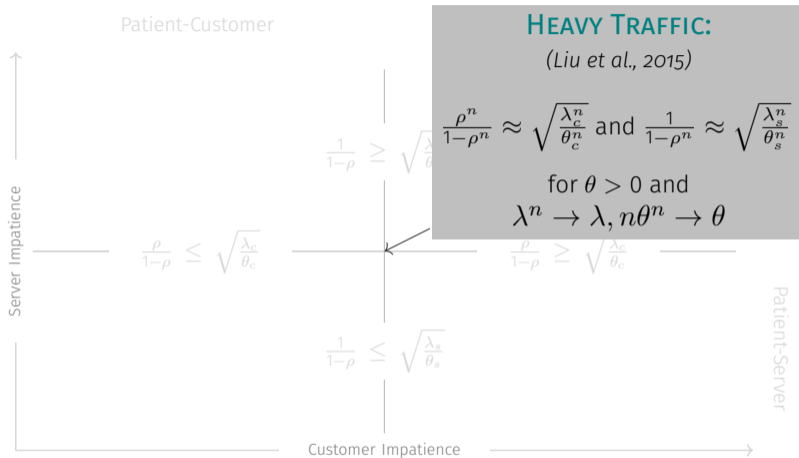 Patient-Customer
HEAVY TRAFFIC:
(Liu et al., 2015)
ρ^n/(1−ρ^n) ≈ √(λ_c^n/θ_c^n) and 1/(1−ρ^n) ≈ √(λ_s^n/θ_s^n)
for θ > 0 and
λ^n → λ, nθ^n → θ
1/(1−ρ) ≥ √(λ/θ
Server Impatience
ρ/(1−ρ) ≤ √(λ_c/θ_c)
ρ/(1−ρ) ≥ √(λ_c/θ_c)
1/(1−ρ) ≤ √(λ_s/θ_s)
Patient-Server
Customer Impatience